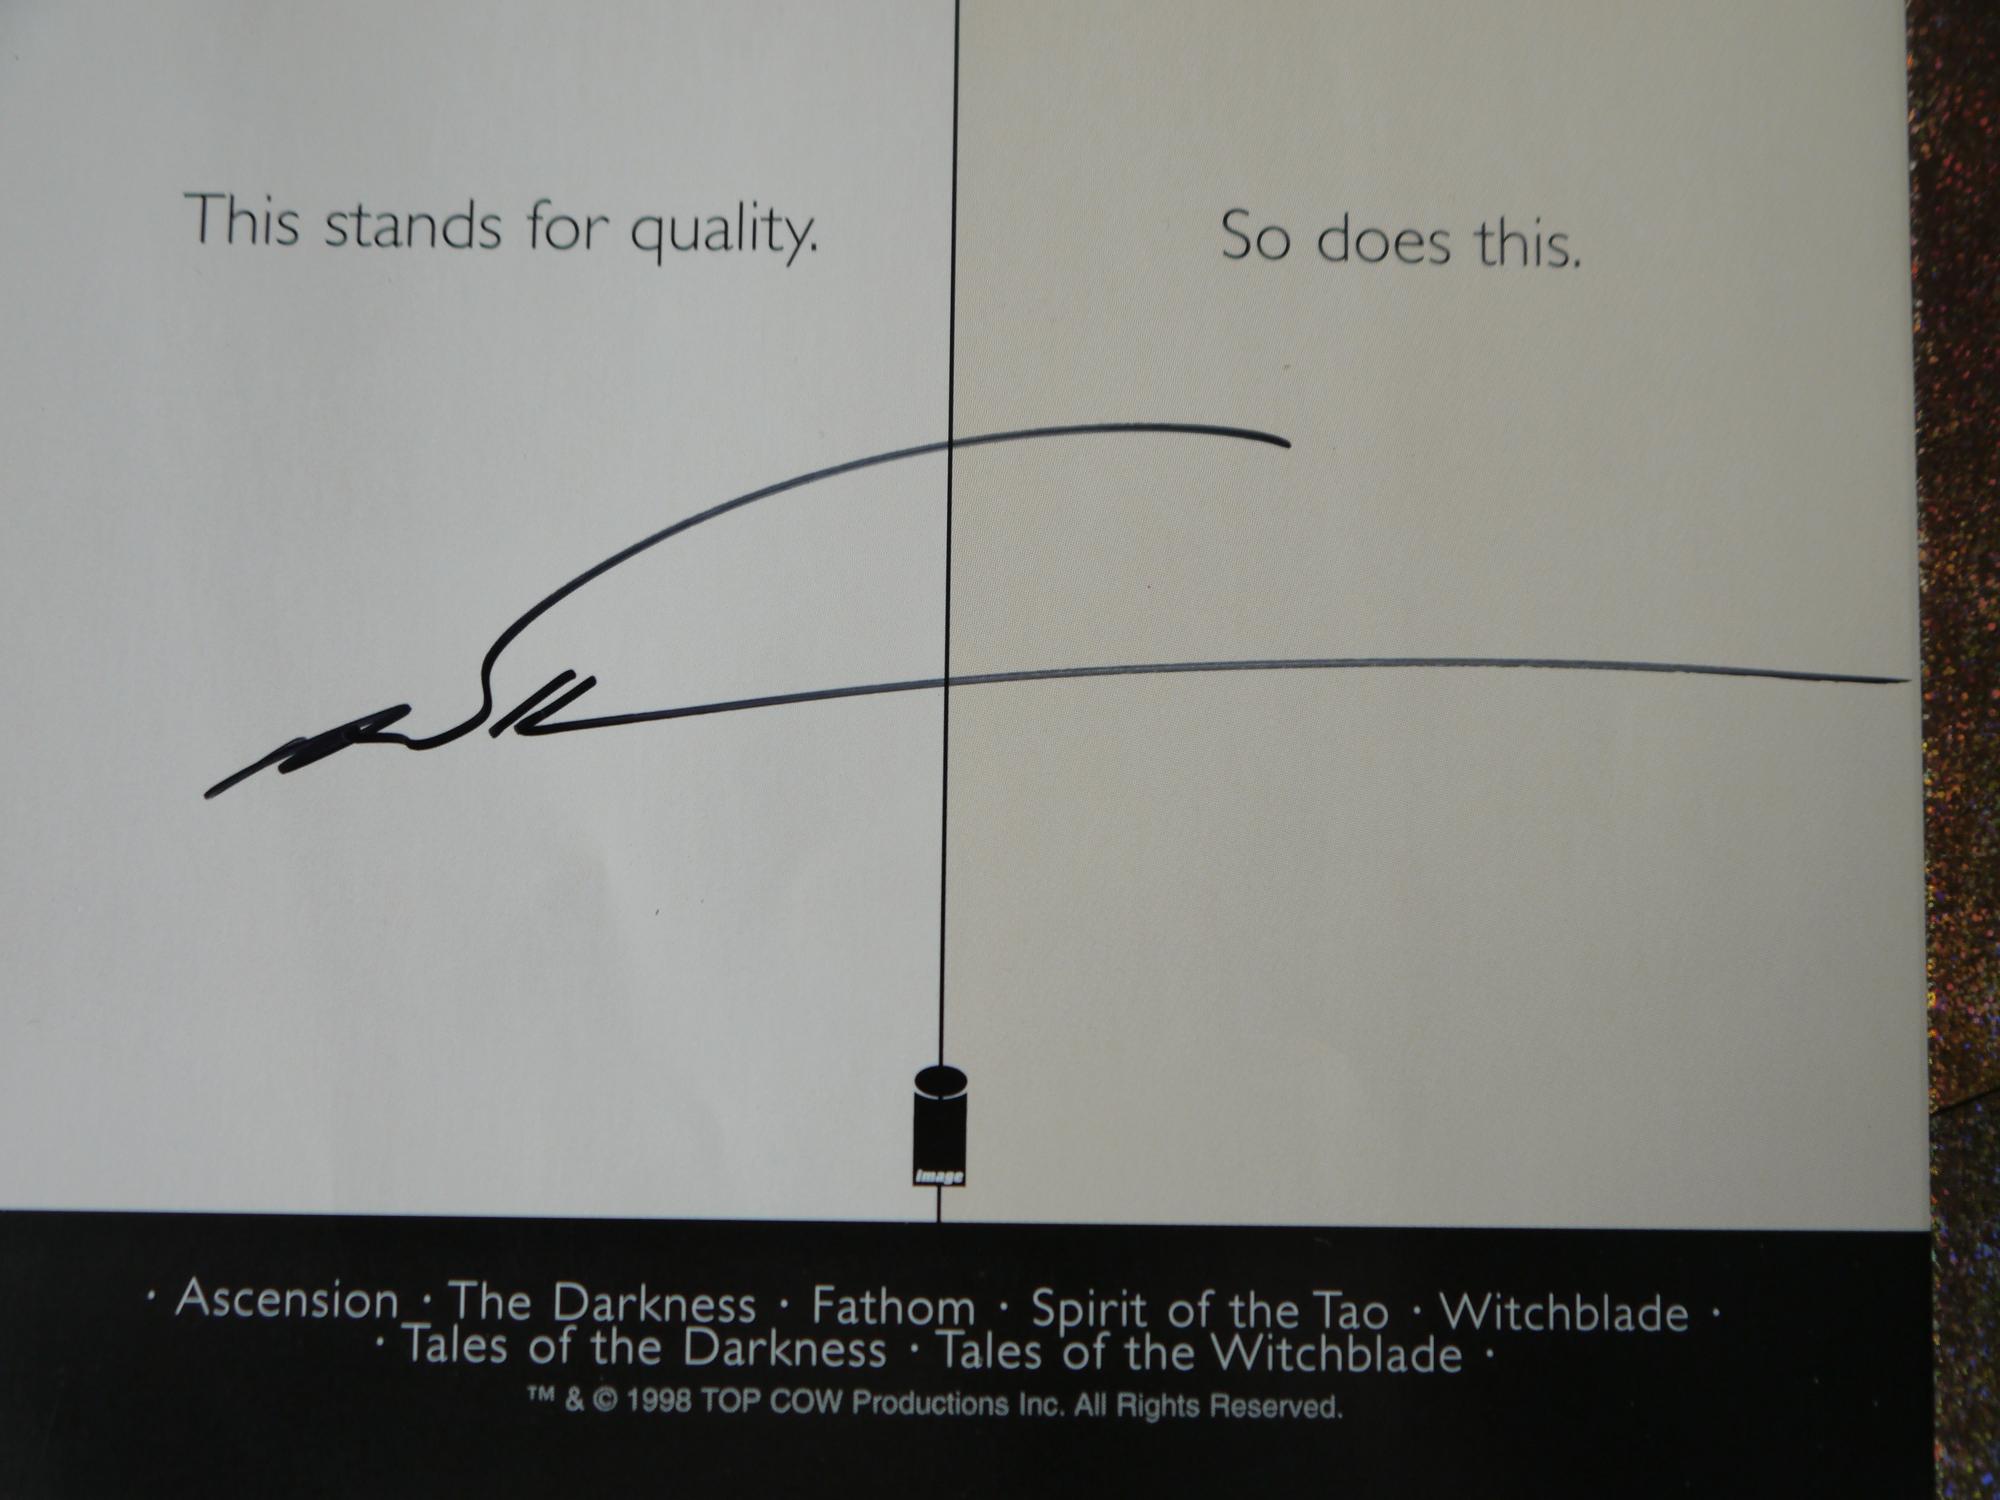 This stands for quality.
So does this.
image
· Ascension · The Darkness · Fathom · Spirit of the Tao · Witchblade ·
· Tales of the Darkness · Tales of the Witchblade ·
™ & © 1998 TOP COW Productions Inc. All Rights Reserved.